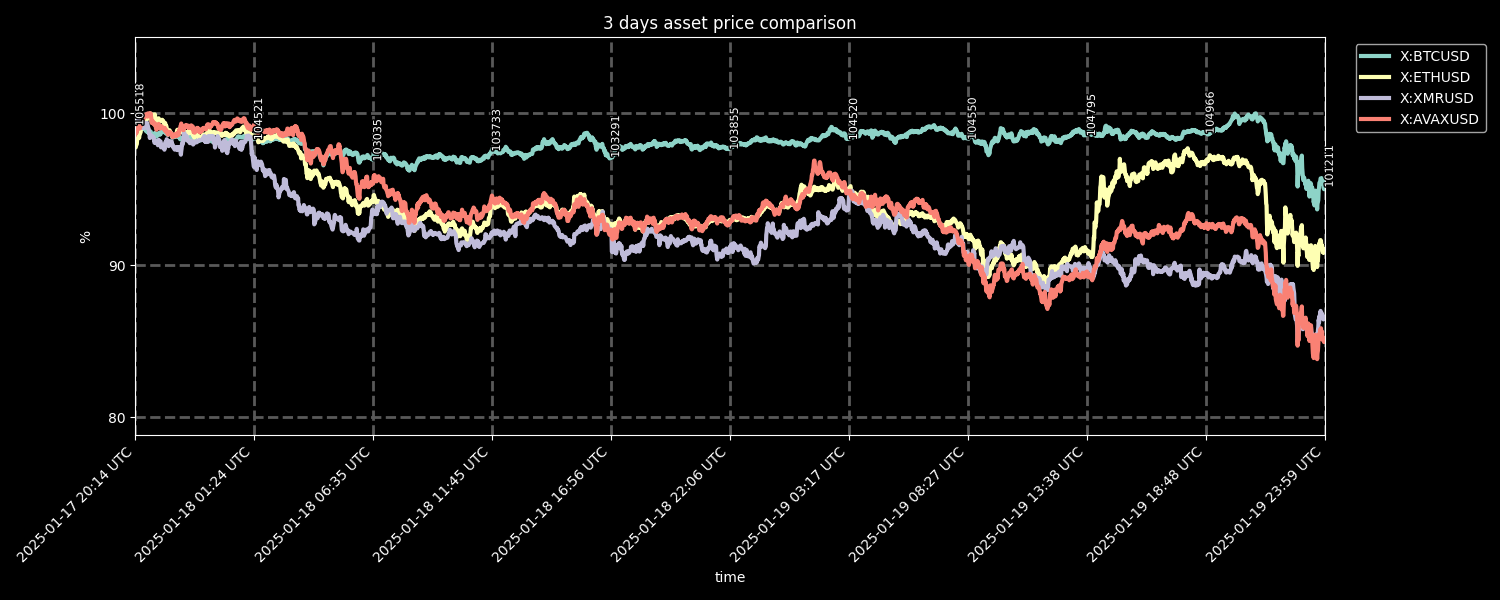 3 days asset price comparison
X:BTCUSD
X:ETHUSD
X:XMRUSD
X:AVAXUSD
%
100
90
80
105518
104521
103035
103733
103291
103855
104520
104550
104795
104966
101211
2025-01-17 20:14 UTC
2025-01-18 01:24 UTC
2025-01-18 06:35 UTC
2025-01-18 11:45 UTC
2025-01-18 16:56 UTC
2025-01-18 22:06 UTC
2025-01-19 03:17 UTC
2025-01-19 08:27 UTC
2025-01-19 13:38 UTC
2025-01-19 18:48 UTC
2025-01-19 23:59 UTC
time